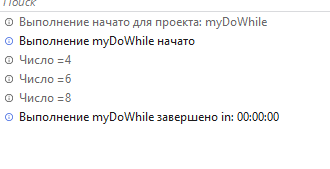 Поиск
Выполнение начато для проекта: myDoWhile
Выполнение myDoWhile начато
Число =4
Число =6
Число =8
Выполнение myDoWhile завершено in: 00:00:00